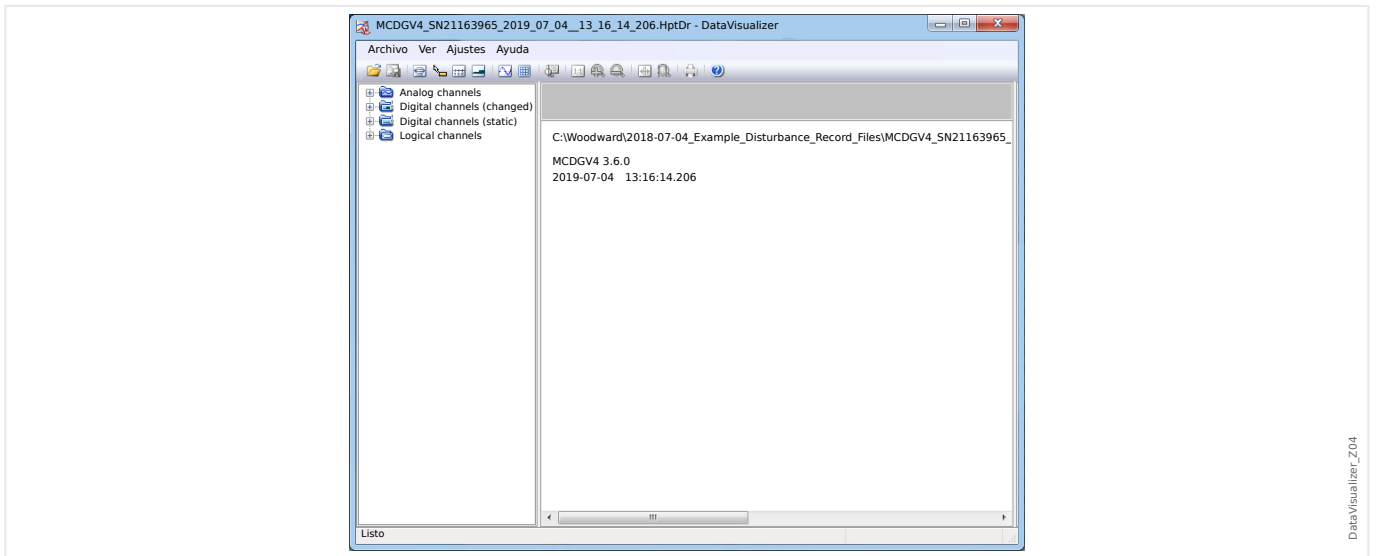 MCDGV4_SN21163965_2019_07_04__13_16_14_206.HptDr - DataVisualizer
Archivo Ver Ajustes Ayuda
Analog channels
Digital channels (changed)
Digital channels (static)
Logical channels
C:\Woodward\2018-07-04_Example_Disturbance_Record_Files\MCDGV4_SN21163965_
MCDGV4 3.6.0
2019-07-04 13:16:14.206
Listo
DataVisualizer_Z04